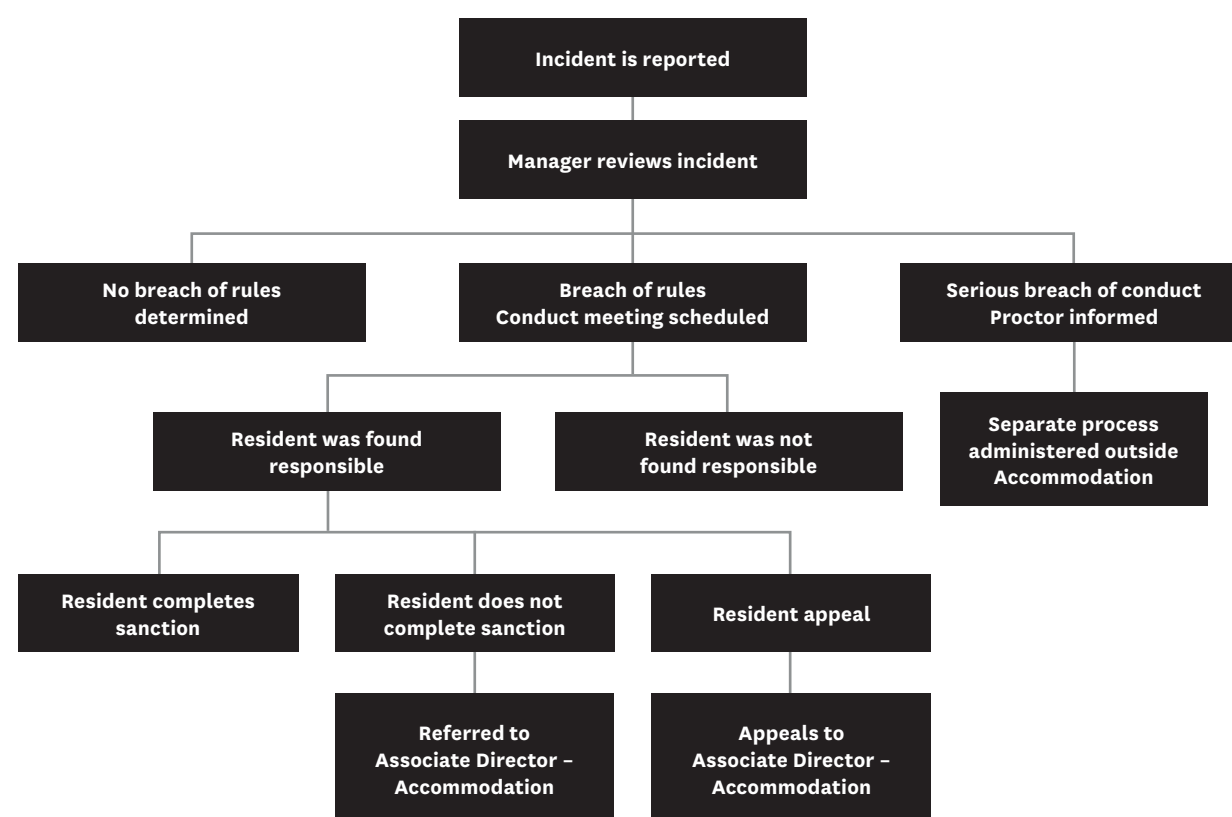 Incident is reported
Manager reviews incident
No breach of rules
determined
Breach of rules
Conduct meeting scheduled
Serious breach of conduct
Proctor informed
Resident was found
responsible
Resident was not
found responsible
Separate process
administered outside
Accommodation
Resident completes
sanction
Resident does not
complete sanction
Resident appeal
Referred to
Associate Director –
Accommodation
Appeals to
Associate Director –
Accommodation